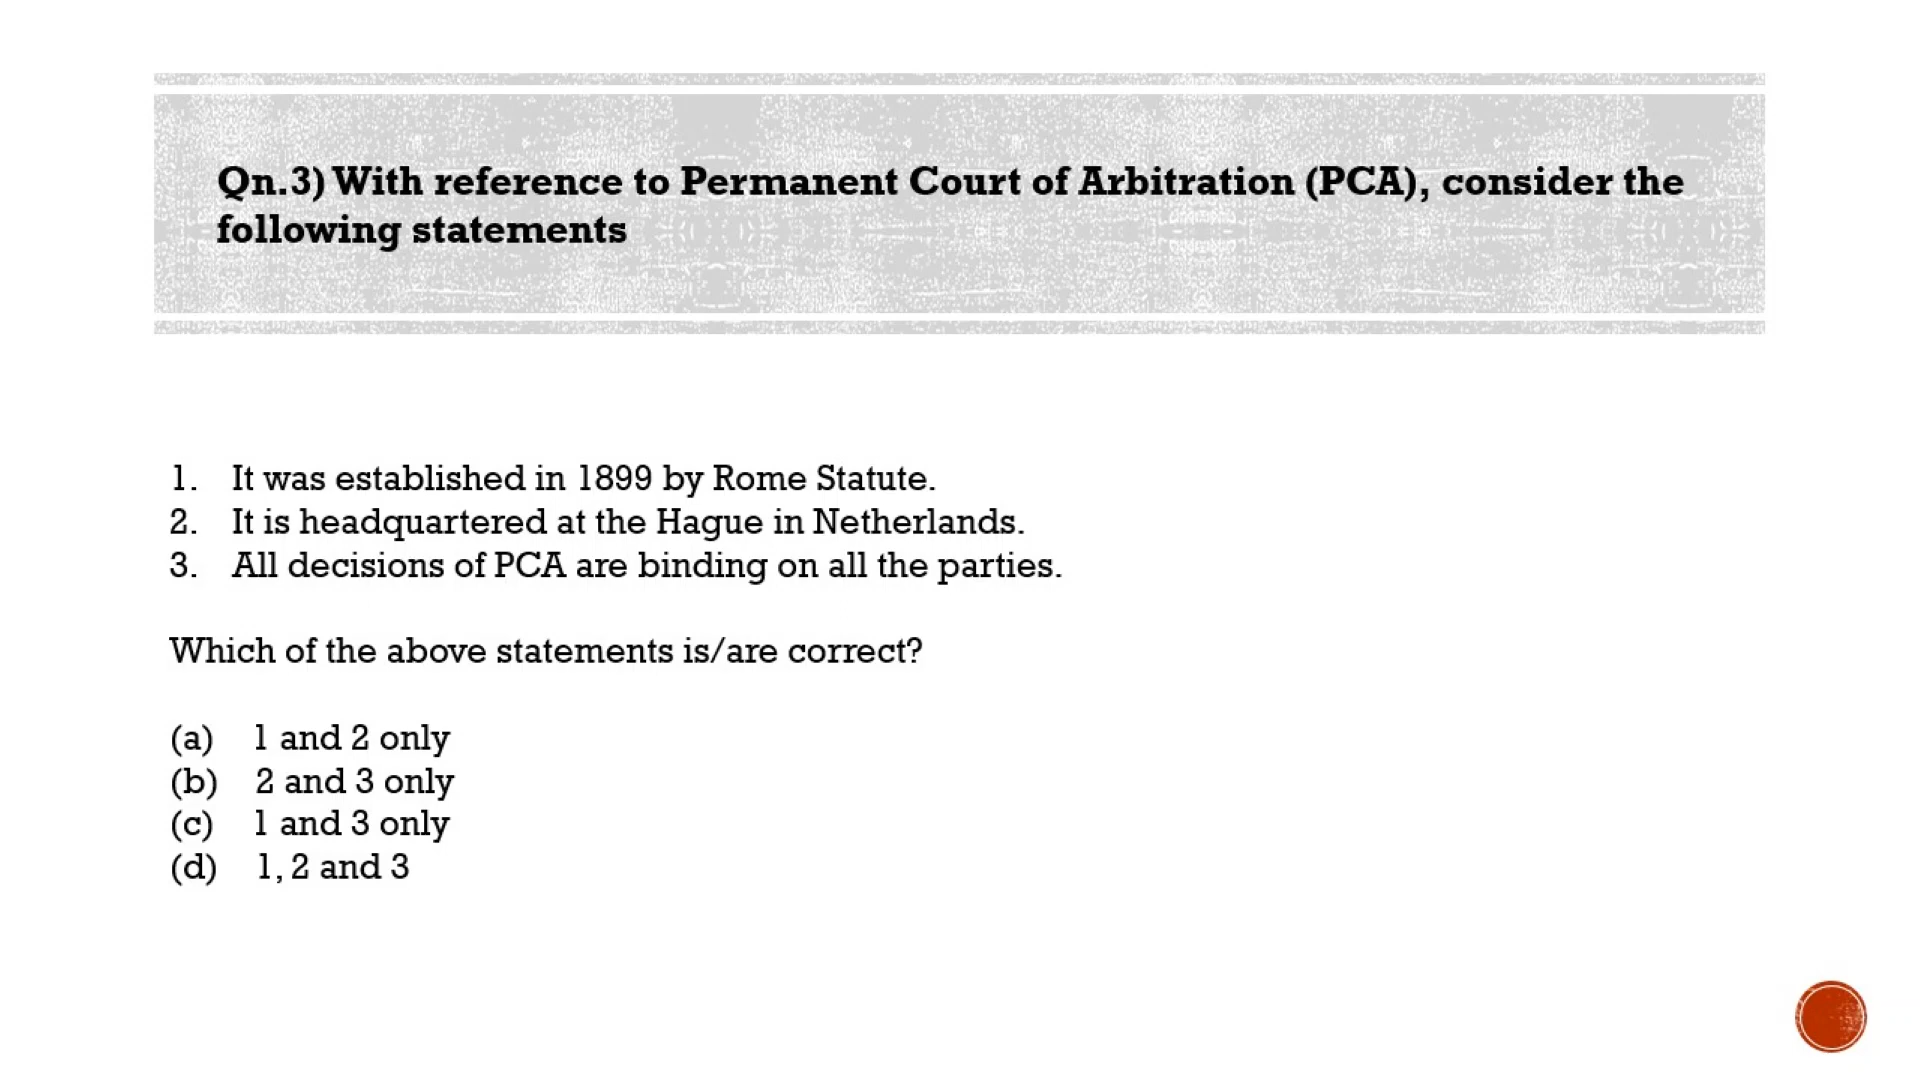 Qn.3) With reference to Permanent Court of Arbitration (PCA), consider the
following statements
1. It was established in 1899 by Rome Statute.
2. It is headquartered at the Hague in Netherlands.
3. All decisions of PCA are binding on all the parties.
Which of the above statements is/are correct?
(a) 1 and 2 only
(b) 2 and 3 only
(c) 1 and 3 only
(d) 1, 2 and 3